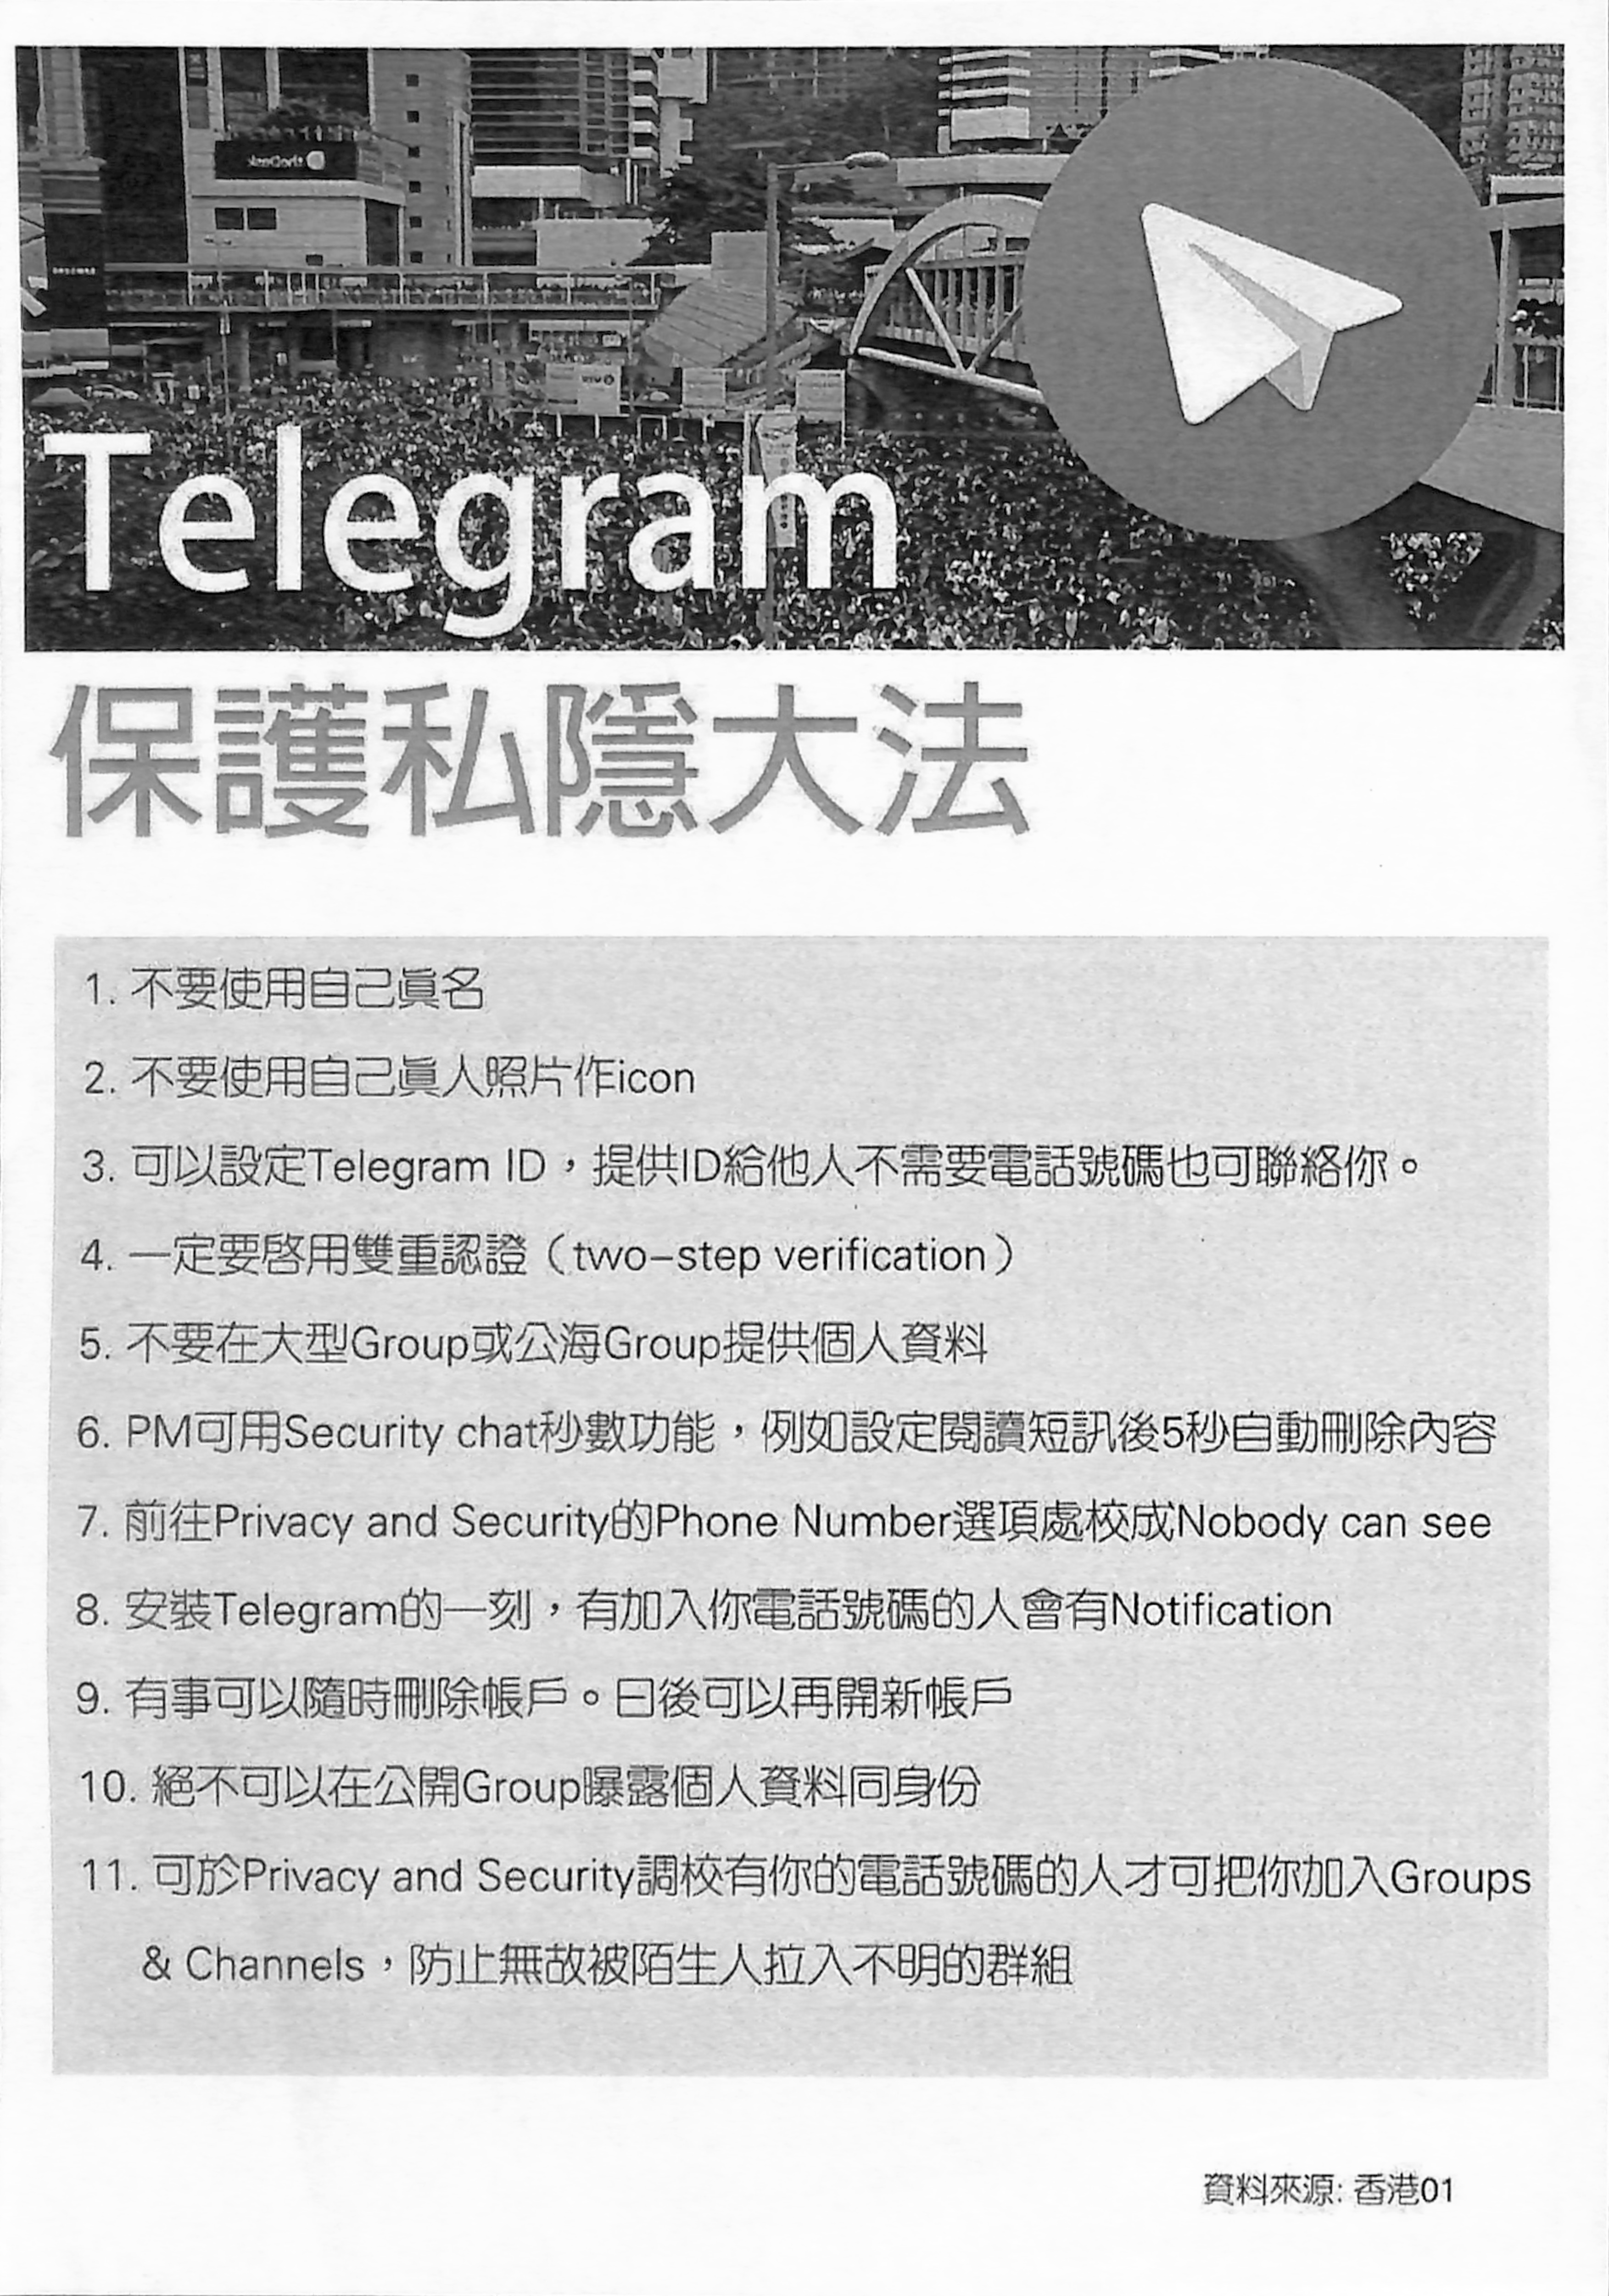 Telegram
保護私隱大法
1. 不要使用自己眞名
2. 不要使用自己眞人照片作icon
3. 可以設定Telegram ID，提供ID給他人不需要電話號碼也可聯絡你。
4. 一定要啓用雙重認證（two-step verification）
5. 不要在大型Group或公海Group提供個人資料
6. PM可用Security chat秒數功能，例如設定閱讀短訊後5秒自動刪除內容
7. 前往Privacy and Security的Phone Number選項處校成Nobody can see
8. 安裝Telegram的一刻，有加入你電話號碼的人會有Notification
9. 有事可以隨時刪除帳戶。日後可以再開新帳戶
10. 絕不可以在公開Group曝露個人資料同身份
11. 可於Privacy and Security調校有你的電話號碼的人才可把你加入Groups
& Channels，防止無故被陌生人拉入不明的群組
資料來源: 香港01